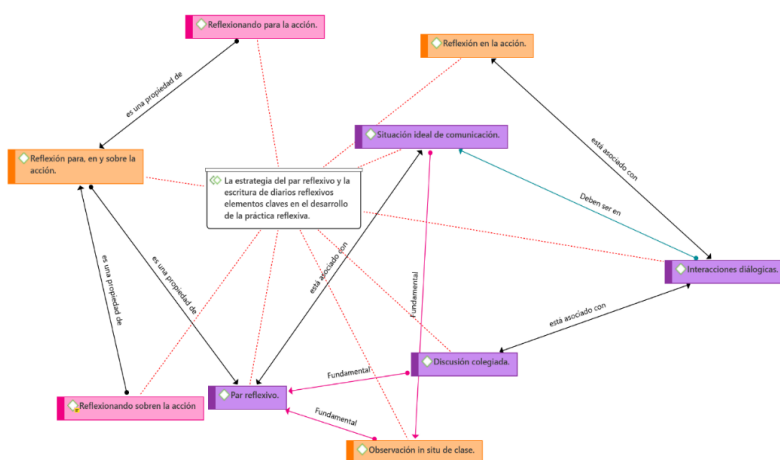 Reflexionando para la acción.
Reflexión en la acción.
es una propiedad de
Situación ideal de comunicación.
está asociado con
Reflexión para, en y sobre la
acción.
La estrategia del par reflexivo y la
escritura de diarios reflexivos
elementos claves en el desarrollo
de la práctica reflexiva.
Deben ser en
está asociado con
Interacciones diálogicas.
es una propiedad de
es una propiedad de
Fundamental
está asociado con
Discusión colegiada.
Fundamental
Par reflexivo.
Reflexionando sobren la acción
Fundamental
Observación in situ de clase.